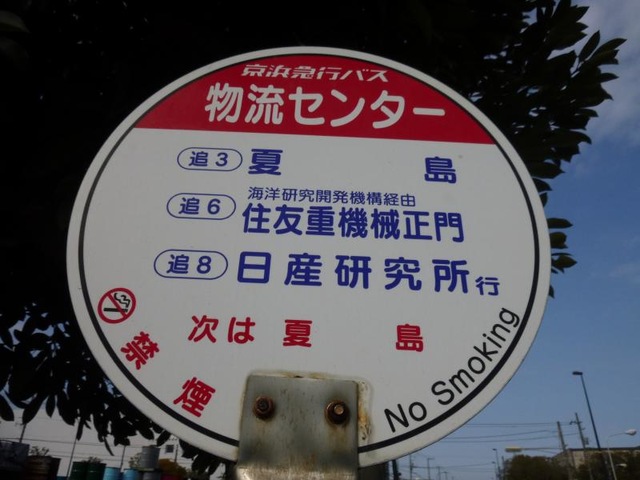 京浜急行バス
物流センター
追3 夏島
海洋研究開発機構経由
追6 住友重機械正門
追8 日産研究所行
次は 夏島
禁煙
No Smoking